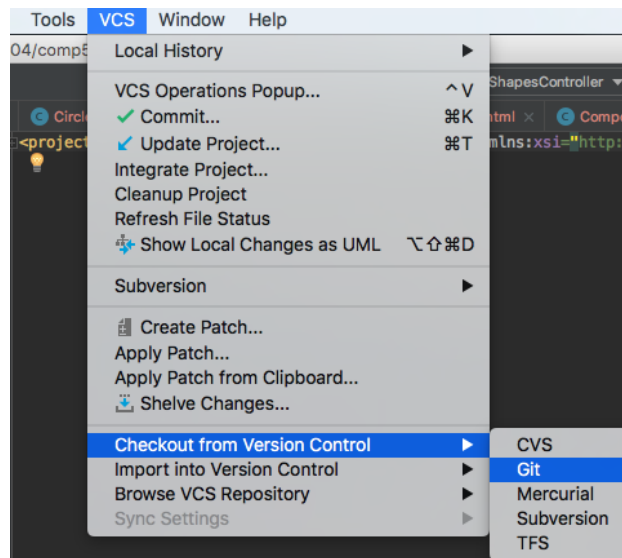 Tools VCS Window Help
04/comp5
Local History
ShapesController
VCS Operations Popup... ^V
Circl
Commit... ⌘K
html × Comp
<project
Update Project... ⌘T
mlns:xsi="http:
Integrate Project...
Cleanup Project
Refresh File Status
Show Local Changes as UML ⌥⇧⌘D
Subversion
Create Patch...
Apply Patch...
Apply Patch from Clipboard...
Shelve Changes...
Checkout from Version Control
CVS
Import into Version Control
Git
Browse VCS Repository
Mercurial
Sync Settings
Subversion
TFS